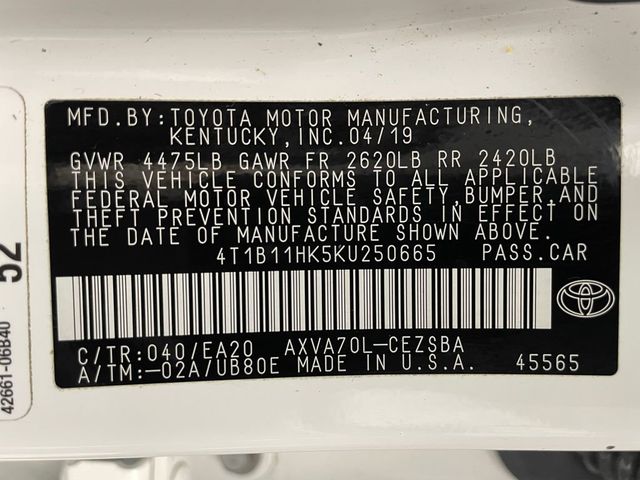 MFD.BY:TOYOTA MOTOR MANUFACTURING,
KENTUCKY,INC.04/19
GVWR 4475LB GAWR FR 2620LB RR 2420LB
THIS VEHICLE CONFORMS TO ALL APPLICABLE
FEDERAL MOTOR VEHICLE SAFETY,BUMPER,AND
THEFT PREVENTION STANDARDS IN EFFECT ON
THE DATE OF MANUFACTURE SHOWN ABOVE.
4T1B11HK5KU250665 PASS.CAR
C/TR:040/EA20 AXVA70L-CEZSBA
A/TM:-02A/UB80E MADE IN U.S.A. 45565
52
42661-06B40